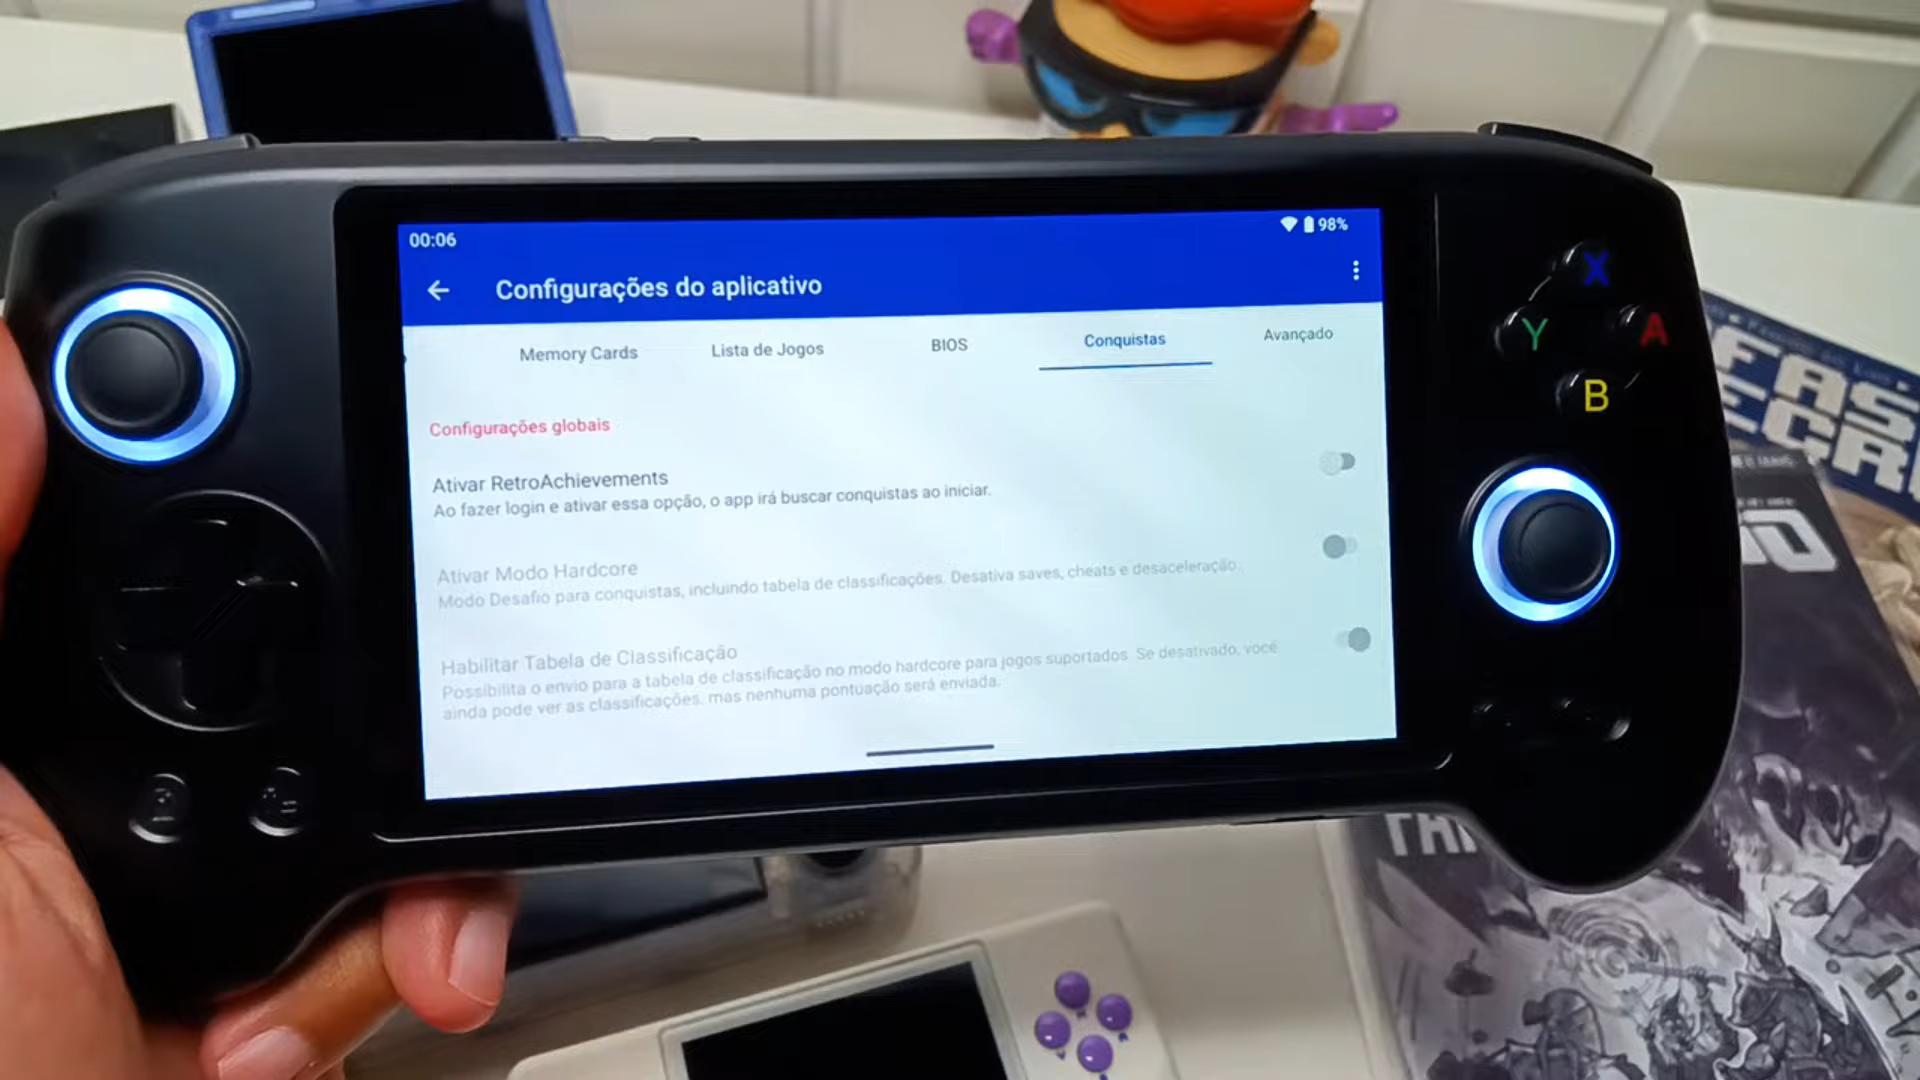 00:06
98%
Configurações do aplicativo
Memory Cards
Lista de Jogos
BIOS
Conquistas
Avançado
Configurações globais
Ativar RetroAchievements
Ao fazer login e ativar essa opção, o app irá buscar conquistas ao iniciar.
Ativar Modo Hardcore
Modo Desafio para conquistas, incluindo tabela de classificações. Desativa saves, cheats e desaceleração.
Habilitar Tabela de Classificação
Possibilita o envio para a tabela de classificação no modo hardcore para jogos suportados. Se desativado, você
ainda pode ver as classificações, mas nenhuma pontuação será enviada.
X
Y
A
B